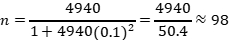 n = 4940 / (1 + 4940(0.1)²) = 4940 / 50.4 ≈ 98